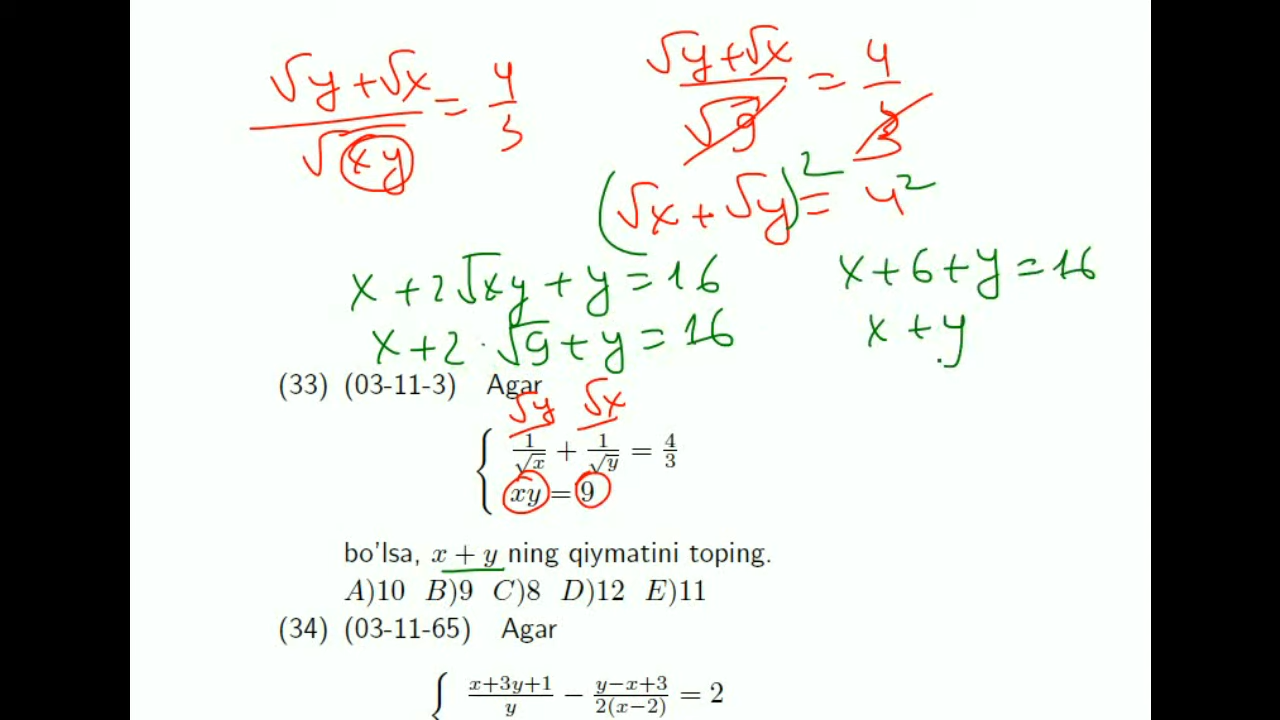 (√y + √x)/√(xy) = 4/3
(√y + √x)/√9 = 4/3
(√x + √y)² = 4²
x + 2√xy + y = 16
x + 6 + y = 16
x + 2 · √9 + y = 16
x + y
(33) (03-11-3) Agar
√y √x
{ 1/√x + 1/√y = 4/3
xy = 9
bo'lsa, x + y ning qiymatini toping.
A)10 B)9 C)8 D)12 E)11
(34) (03-11-65) Agar
{ (x+3y+1)/y − (y−x+3)/(2(x−2)) = 2